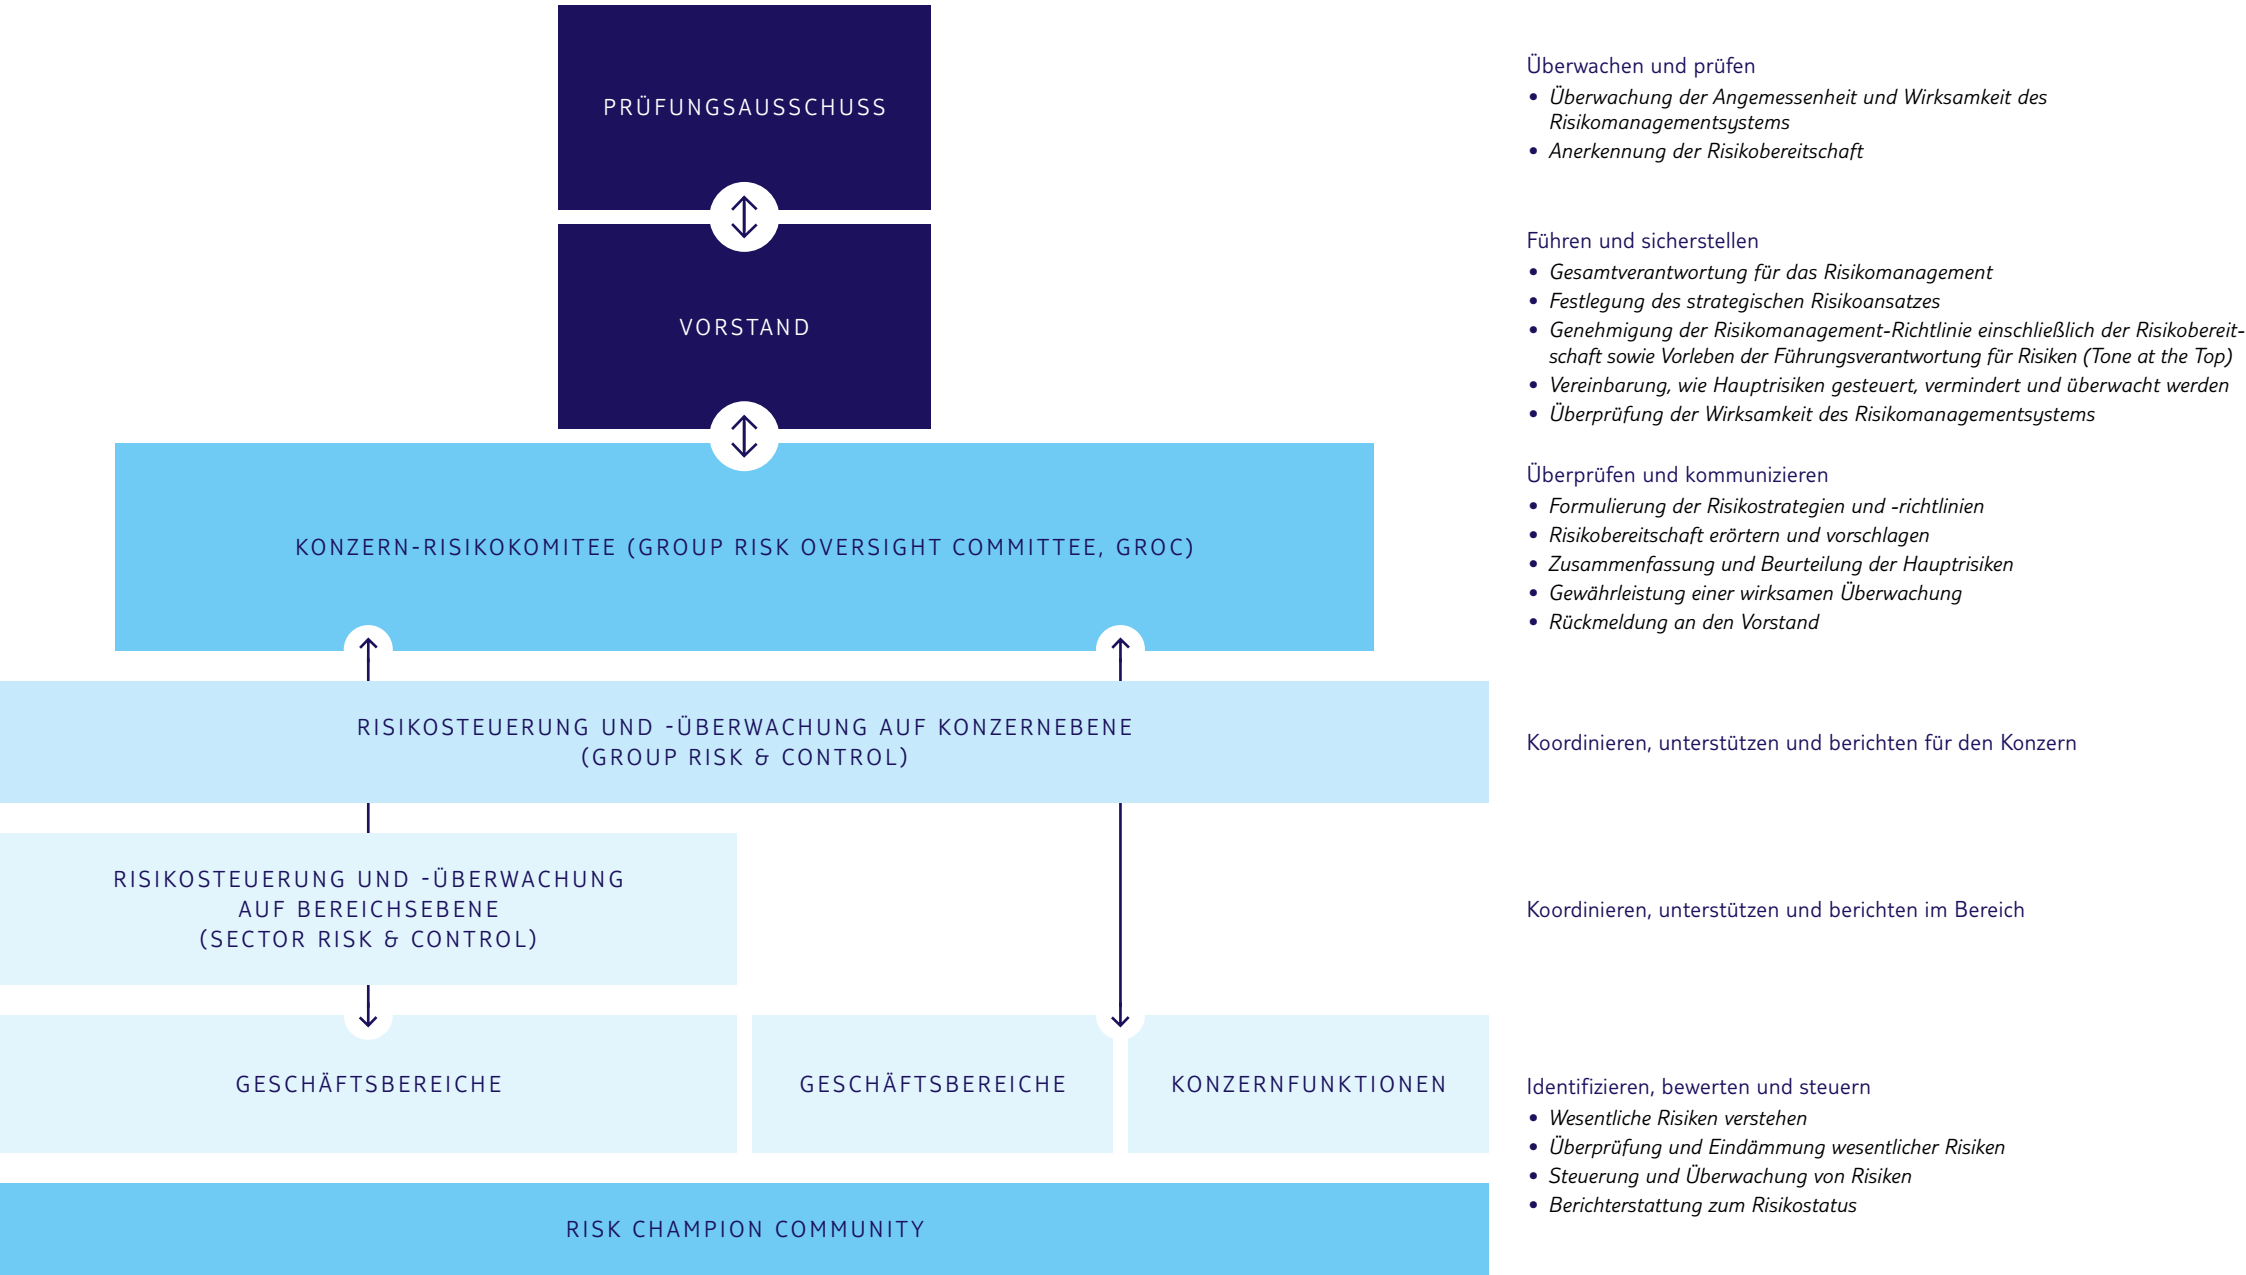 PRÜFUNGSAUSSCHUSS
Überwachen und prüfen
• Überwachung der Angemessenheit und Wirksamkeit des
Risikomanagementsystems
• Anerkennung der Risikobereitschaft
VORSTAND
Führen und sicherstellen
• Gesamtverantwortung für das Risikomanagement
• Festlegung des strategischen Risikoansatzes
• Genehmigung der Risikomanagement-Richtlinie einschließlich der Risikobereit-
schaft sowie Vorleben der Führungsverantwortung für Risiken (Tone at the Top)
• Vereinbarung, wie Hauptrisiken gesteuert, vermindert und überwacht werden
• Überprüfung der Wirksamkeit des Risikomanagementsystems
KONZERN-RISIKOKOMITEE (GROUP RISK OVERSIGHT COMMITTEE, GROC)
Überprüfen und kommunizieren
• Formulierung der Risikostrategien und -richtlinien
• Risikobereitschaft erörtern und vorschlagen
• Zusammenfassung und Beurteilung der Hauptrisiken
• Gewährleistung einer wirksamen Überwachung
• Rückmeldung an den Vorstand
RISIKOSTEUERUNG UND -ÜBERWACHUNG AUF KONZERNEBENE
(GROUP RISK & CONTROL)
Koordinieren, unterstützen und berichten für den Konzern
RISIKOSTEUERUNG UND -ÜBERWACHUNG
AUF BEREICHSEBENE
(SECTOR RISK & CONTROL)
Koordinieren, unterstützen und berichten im Bereich
GESCHÄFTSBEREICHE
GESCHÄFTSBEREICHE
KONZERNFUNKTIONEN
Identifizieren, bewerten und steuern
• Wesentliche Risiken verstehen
• Überprüfung und Eindämmung wesentlicher Risiken
• Steuerung und Überwachung von Risiken
• Berichterstattung zum Risikostatus
RISK CHAMPION COMMUNITY